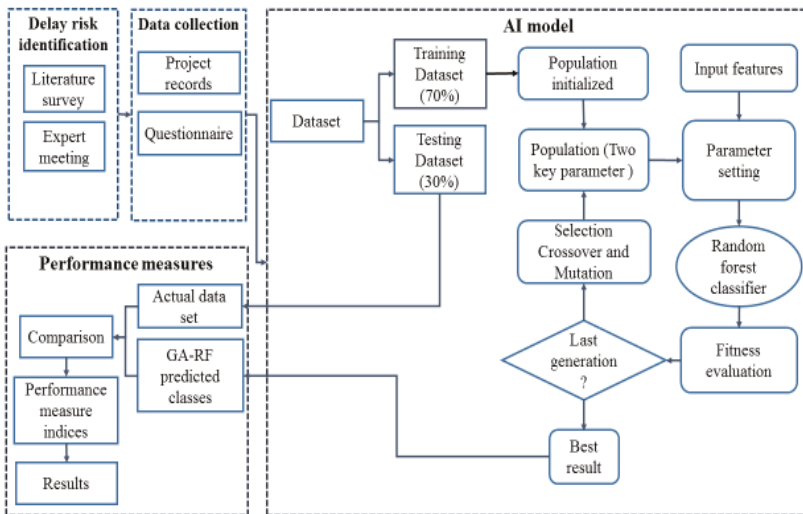 Delay risk
identification
Literature
survey
Expert
meeting
Data collection
Project
records
Questionnaire
AI model
Dataset
Training
Dataset
(70%)
Testing
Dataset
(30%)
Population
initialized
Population (Two
key parameter )
Selection
Crossover and
Mutation
Last
generation
?
Best
result
Input features
Parameter
setting
Random
forest
classifier
Fitness
evaluation
Performance measures
Actual data
set
GA-RF
predicted
classes
Comparison
Performance
measure
indices
Results